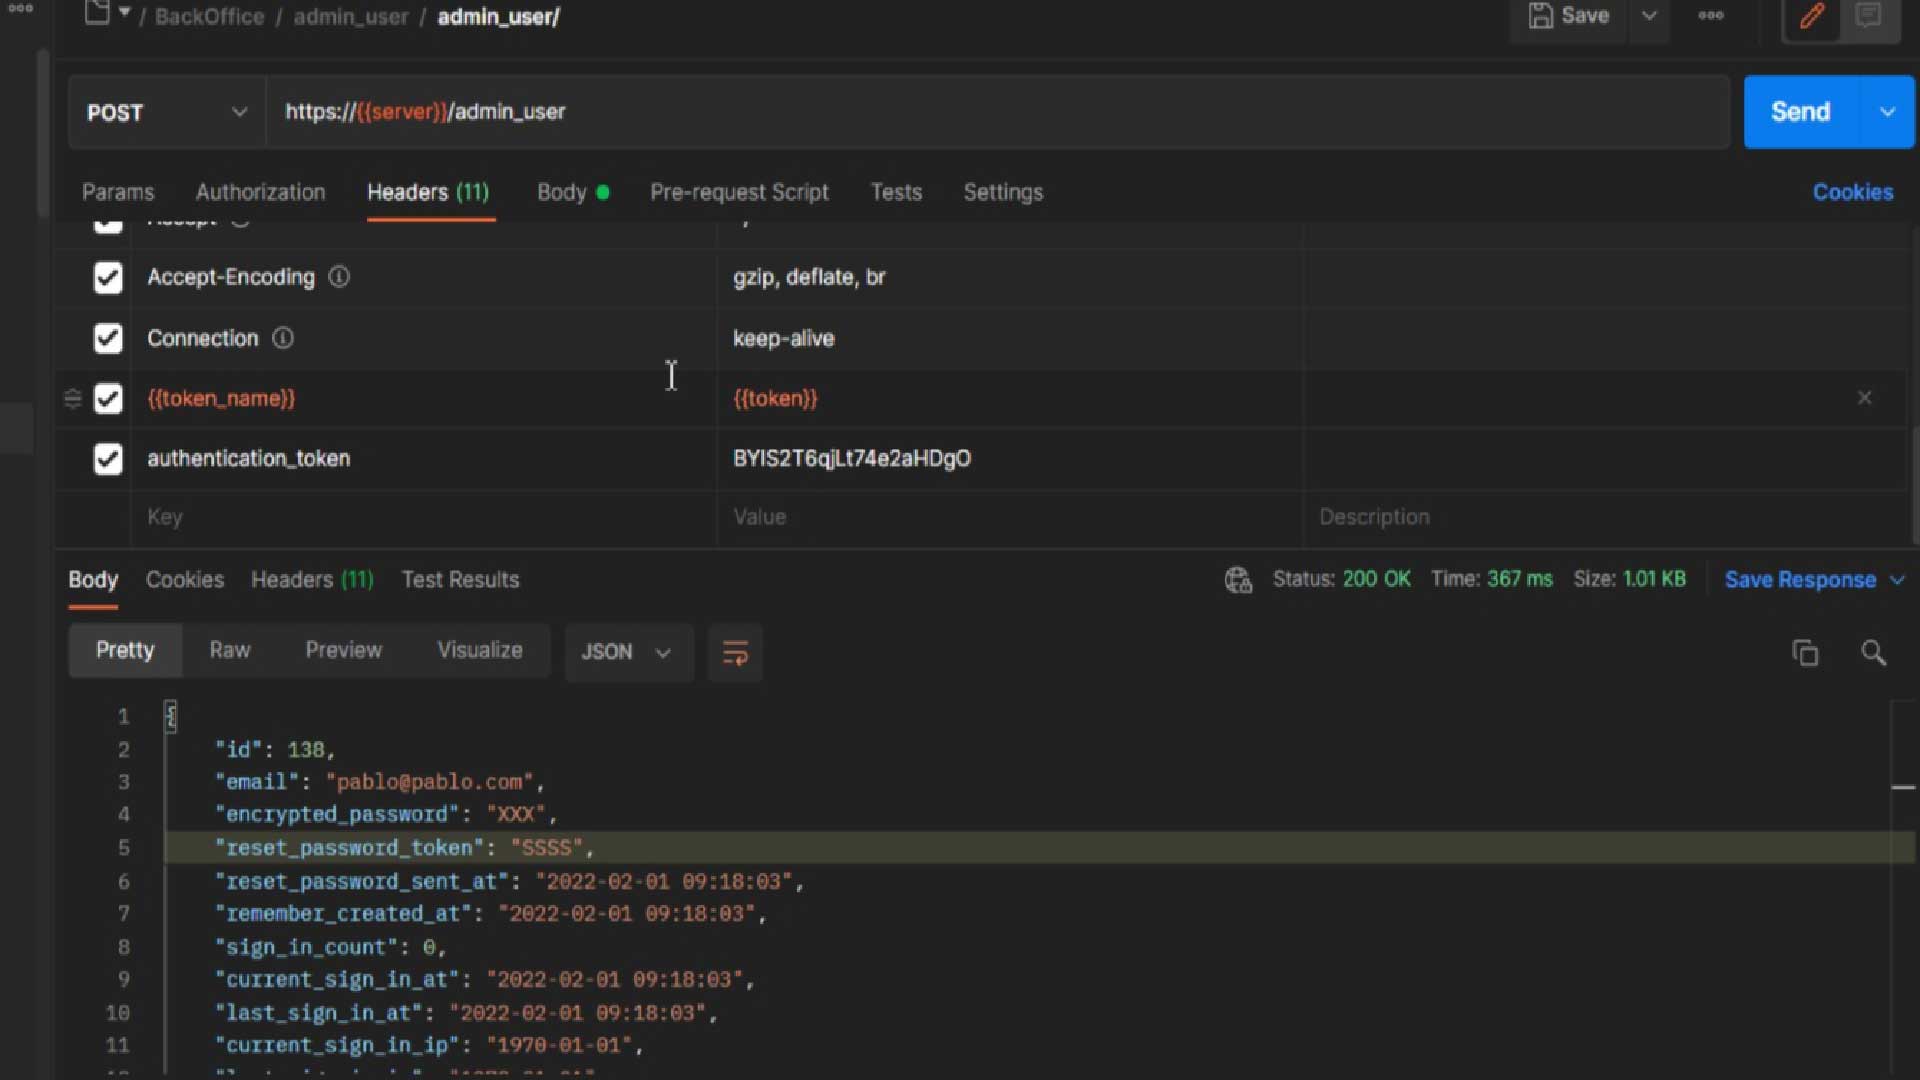 / BackOffice / admin_user / admin_user/
Save
POST
https://{{server}}/admin_user
Send
Params Authorization Headers (11) Body Pre-request Script Tests Settings Cookies
Accept
Accept-Encoding gzip, deflate, br
Connection keep-alive
{{token_name}} {{token}}
authentication_token BYIS2T6qjLt74e2aHDgO
Key Value Description
Body Cookies Headers (11) Test Results Status: 200 OK Time: 367 ms Size: 1.01 KB Save Response
Pretty Raw Preview Visualize JSON
1 {
2 "id": 138,
3 "email": "pablo@pablo.com",
4 "encrypted_password": "XXX",
5 "reset_password_token": "SSSS",
6 "reset_password_sent_at": "2022-02-01 09:18:03",
7 "remember_created_at": "2022-02-01 09:18:03",
8 "sign_in_count": 0,
9 "current_sign_in_at": "2022-02-01 09:18:03",
10 "last_sign_in_at": "2022-02-01 09:18:03",
11 "current_sign_in_ip": "1970-01-01",